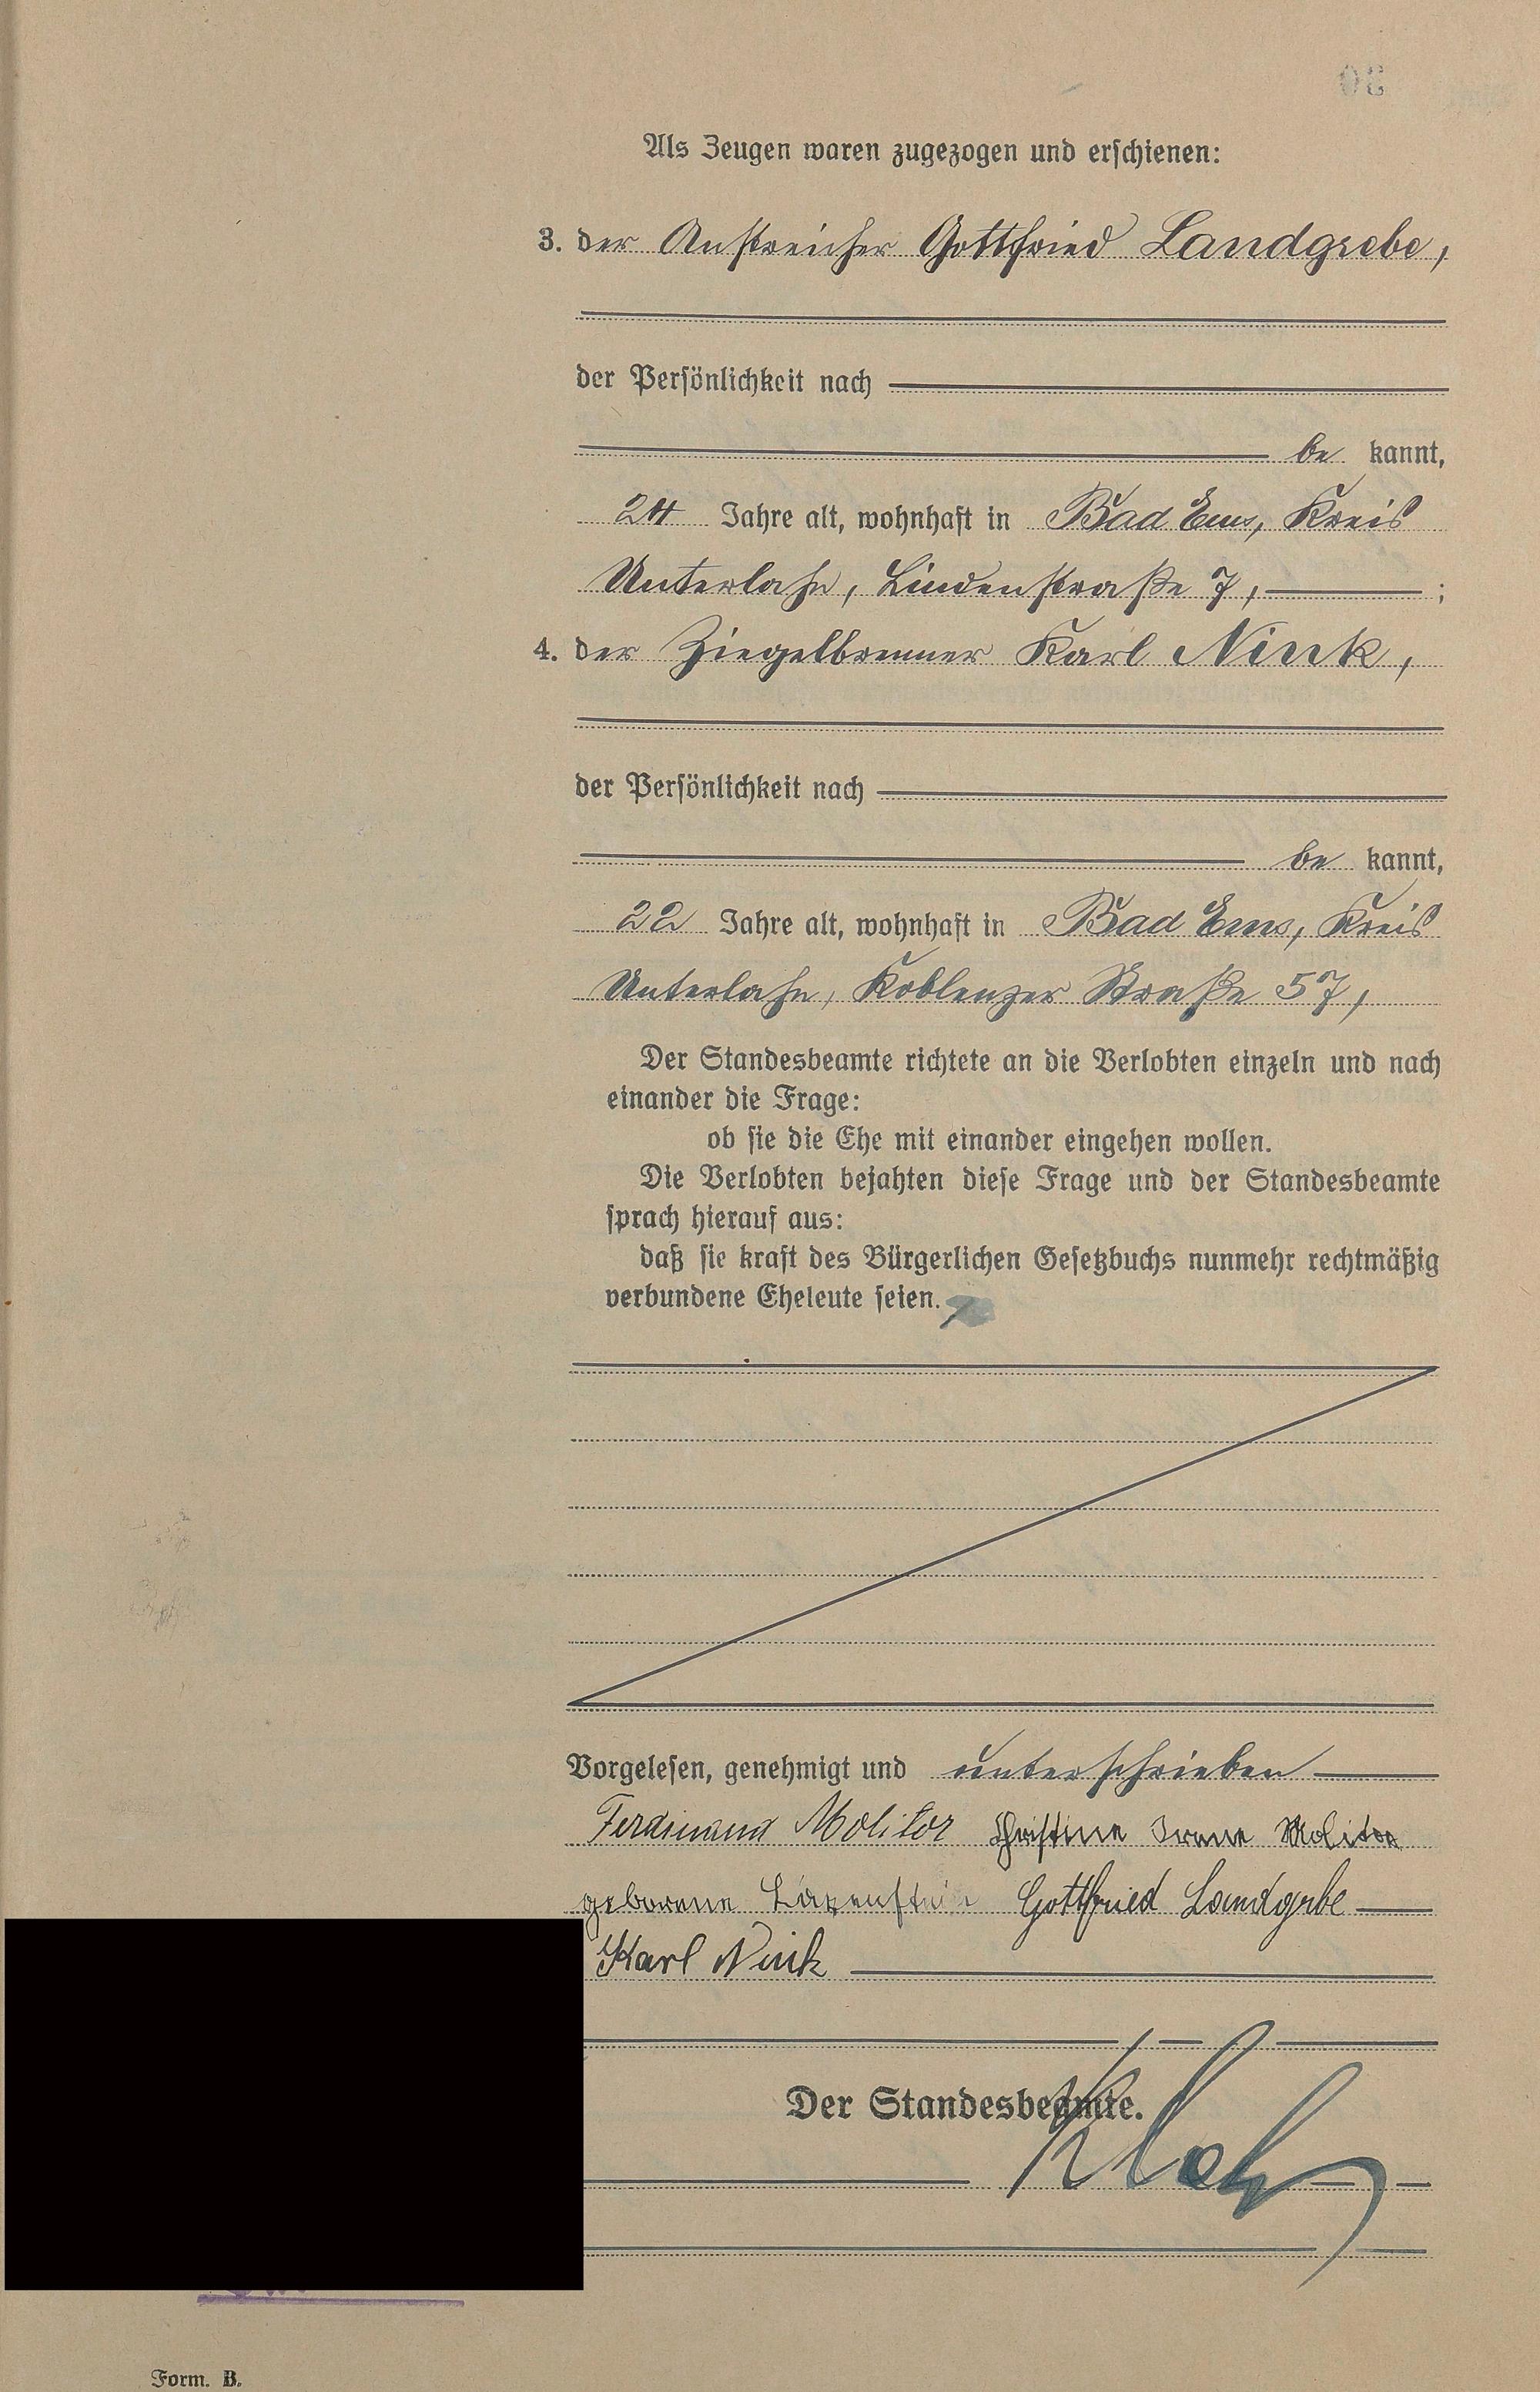 Als Zeugen waren zugezogen und erschienen:
3. der Anstreicher Gottfried Landgrebe,
der Persönlichkeit nach
be kannt,
24 Jahre alt, wohnhaft in Bad Ems, Kreis
Unterlahn, Lindenstraße 7, ;
4. der Ziegelbrenner Karl Nink,
der Persönlichkeit nach
be kannt,
22 Jahre alt, wohnhaft in Bad Ems, Kreis
Unterlahn, Koblenzer Straße 57,
Der Standesbeamte richtete an die Verlobten einzeln und nach
einander die Frage:
ob sie die Ehe mit einander eingehen wollen.
Die Verlobten bejahten diese Frage und der Standesbeamte
sprach hierauf aus:
daß sie kraft des Bürgerlichen Gesetzbuchs nunmehr rechtmäßig
verbundene Eheleute seien.
Vorgelesen, genehmigt und unterschrieben
Ferdinand Molitor Christine Irene Molitor
geborene Gottfried Landgrebe
Karl Nink
Der Standesbeamte.
Form. B.